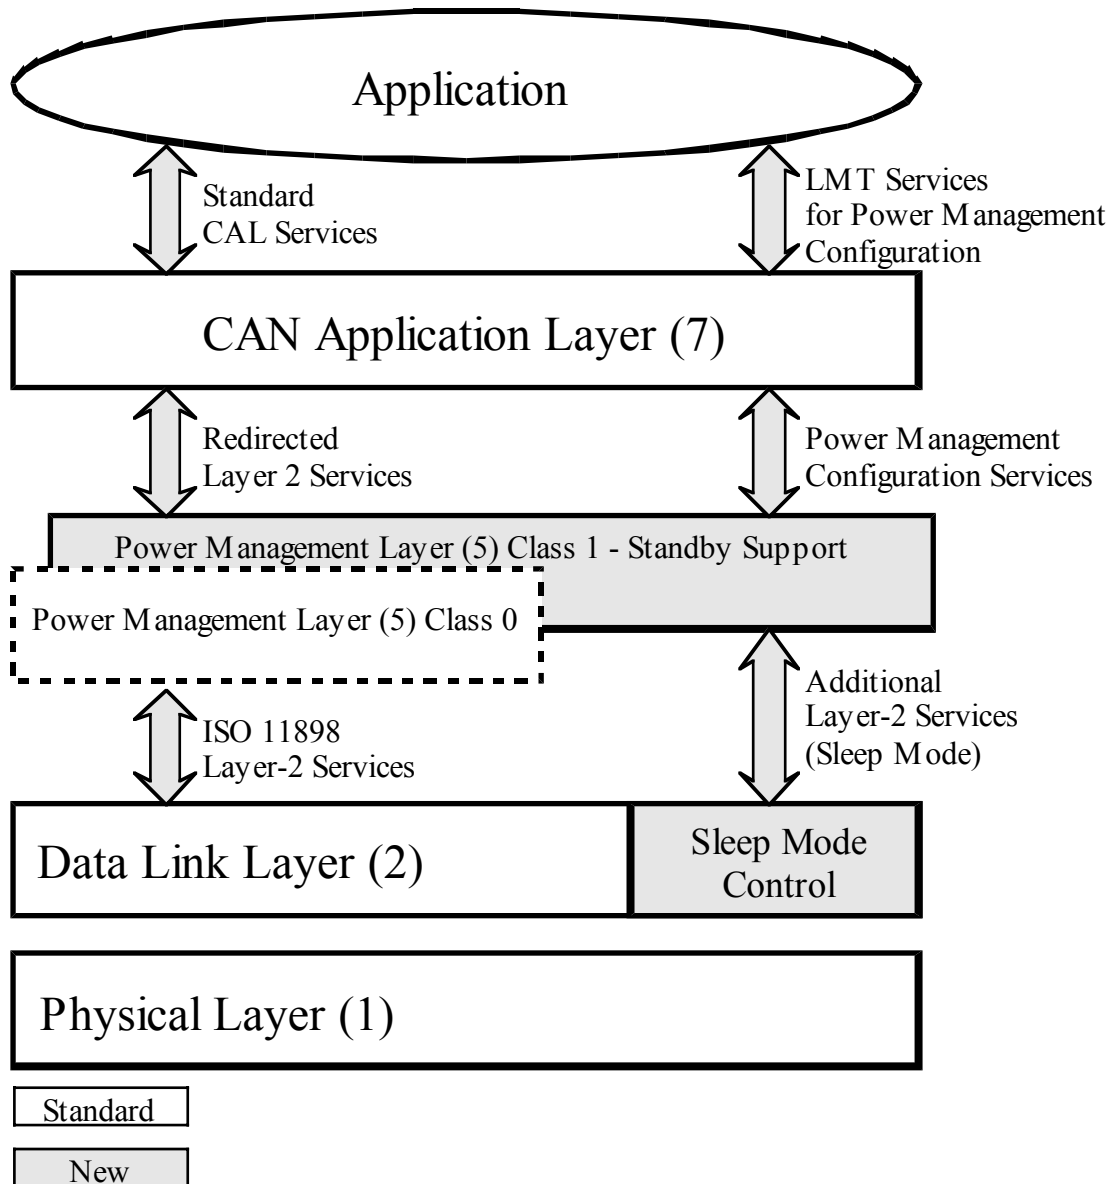 Application
Standard
CAL Services
LMT Services
for Power Management
Configuration
CAN Application Layer (7)
Redirected
Layer 2 Services
Power Management
Configuration Services
Power Management Layer (5) Class 1 - Standby Support
Power Management Layer (5) Class 0
ISO 11898
Layer-2 Services
Additional
Layer-2 Services
(Sleep Mode)
Data Link Layer (2)
Sleep Mode
Control
Physical Layer (1)
Standard
New